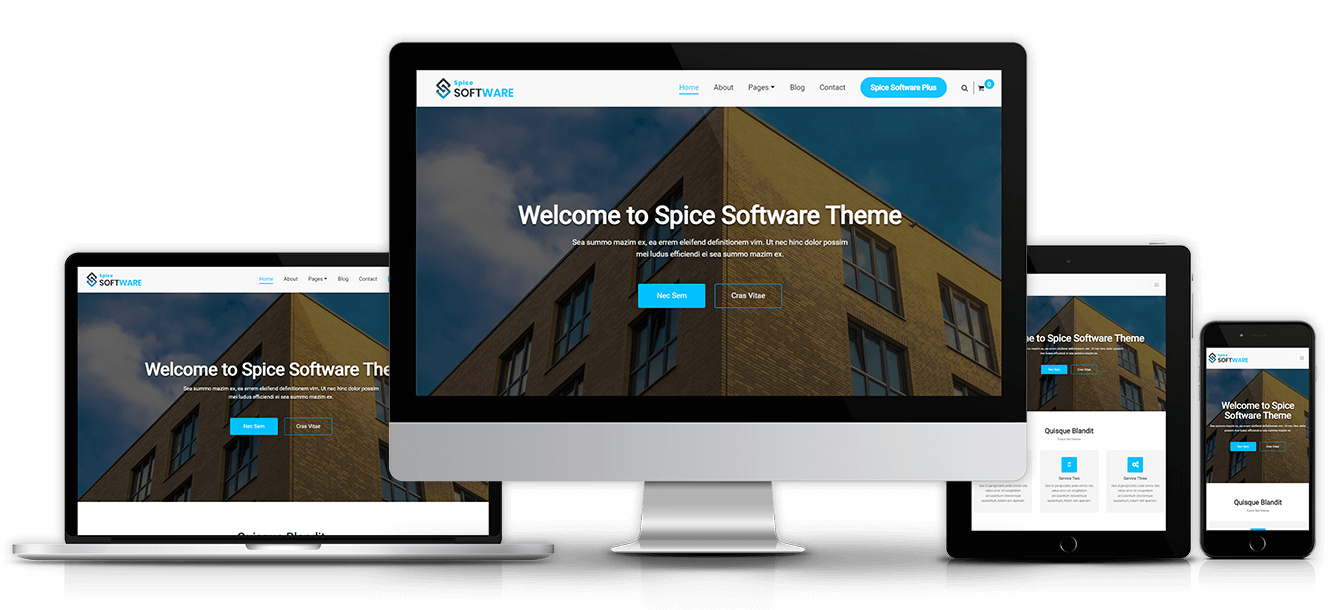 Spice
SOFTWARE
Home
About
Pages
Blog
Contact
Spice Software Plus
0
Welcome to Spice Software Theme
Sea summo mazim ex, ea errem eleifend definitionem vim. Ut nec hinc dolor possim
mei ludus efficiendi ei sea summo mazim ex.
Nec Sem
Cras Vitae
Spice
SOFTWARE
Home
About
Pages
Blog
Contact
Welcome to Spice Software The
Sea summo mazim ex, ea errem eleifend definitionem vim. Ut nec hinc dolor possim
mei ludus efficiendi ei sea summo mazim ex.
Nec Sem
Cras Vitae
e to Spice Software Theme
Nec Sem
Cras Vitae
Quisque Blandit
Service Two
Service Three
Spice
SOFTWARE
Welcome to Spice
Software Theme
Nec Sem
Cras Vitae
Quisque Blandit